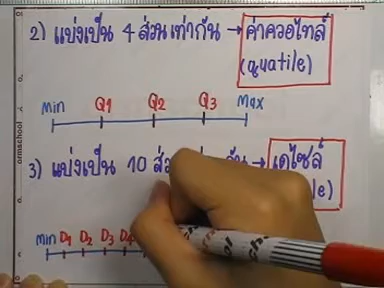 2) แบ่งเป็น 4 ส่วนเท่ากัน → ค่าควอไทล์
(quatile)
Min Q1 Q2 Q3 Max
3) แบ่งเป็น 10 → เดไซล์
Min D1 D2 D3 D4